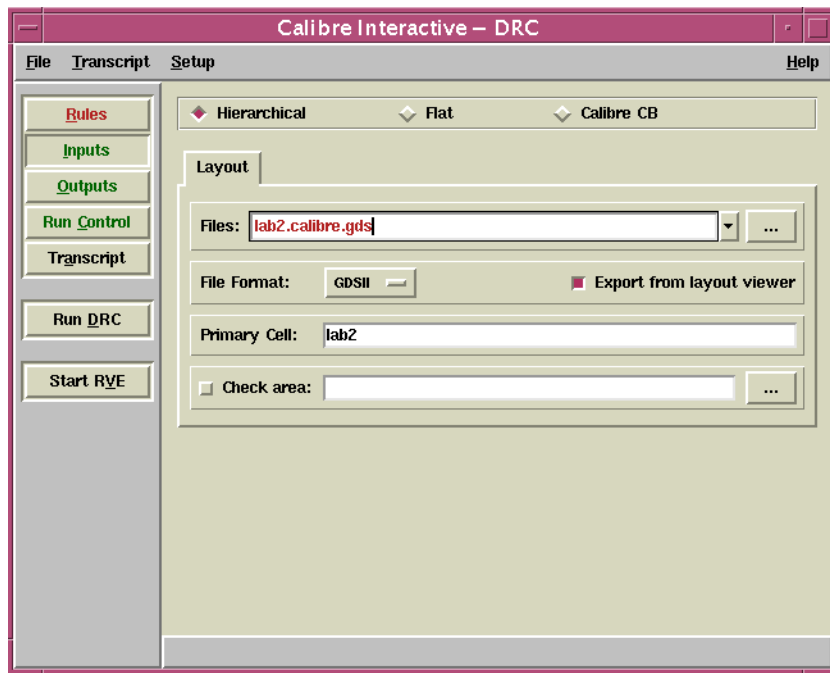 Calibre Interactive – DRC
File Transcript Setup Help
Rules
Inputs
Outputs
Run Control
Transcript
Run DRC
Start RVE
Hierarchical Flat Calibre CB
Layout
Files: lab2.calibre.gds ...
File Format: GDSII Export from layout viewer
Primary Cell: lab2
Check area: ...